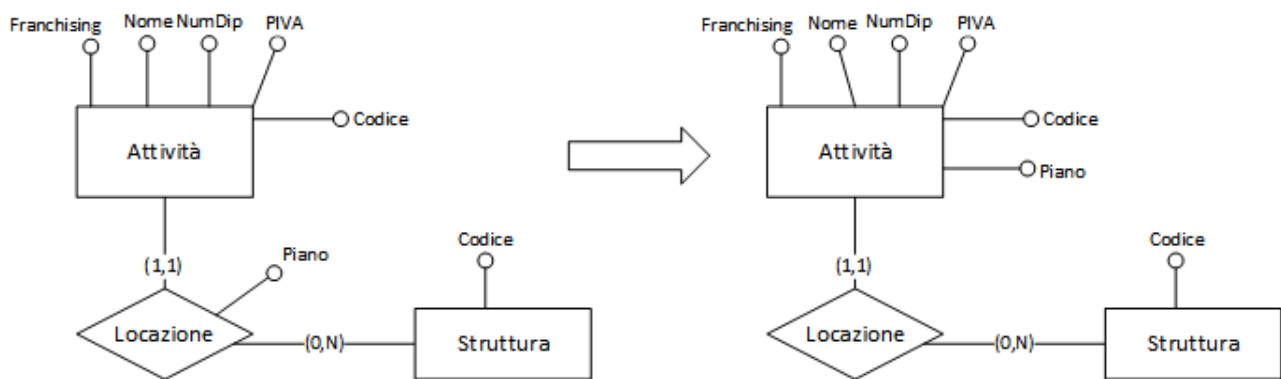 Franchising Nome NumDip PIVA
Codice
Attività
(1,1)
Piano
Codice
Locazione
(0,N)
Struttura
Franchising Nome NumDip PIVA
Codice
Attività
Piano
(1,1)
Codice
Locazione
(0,N)
Struttura